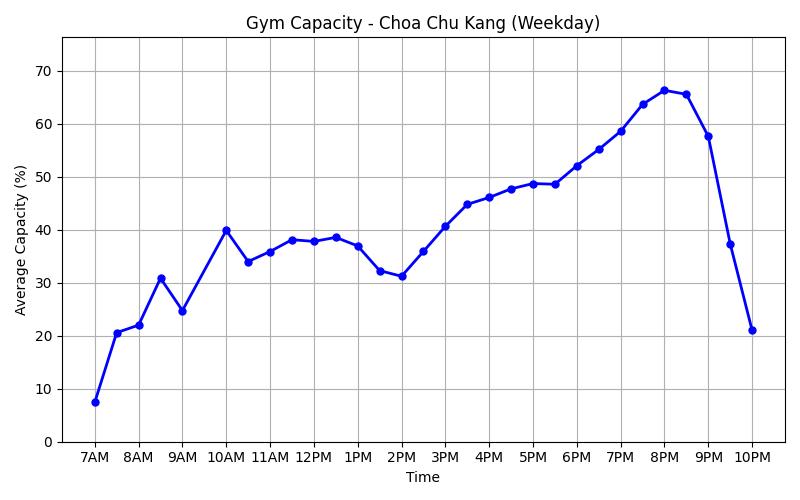 Gym Capacity - Choa Chu Kang (Weekday)
Average Capacity (%)
70
60
50
40
30
20
10
0
7AM 8AM 9AM 10AM 11AM 12PM 1PM 2PM 3PM 4PM 5PM 6PM 7PM 8PM 9PM 10PM
Time